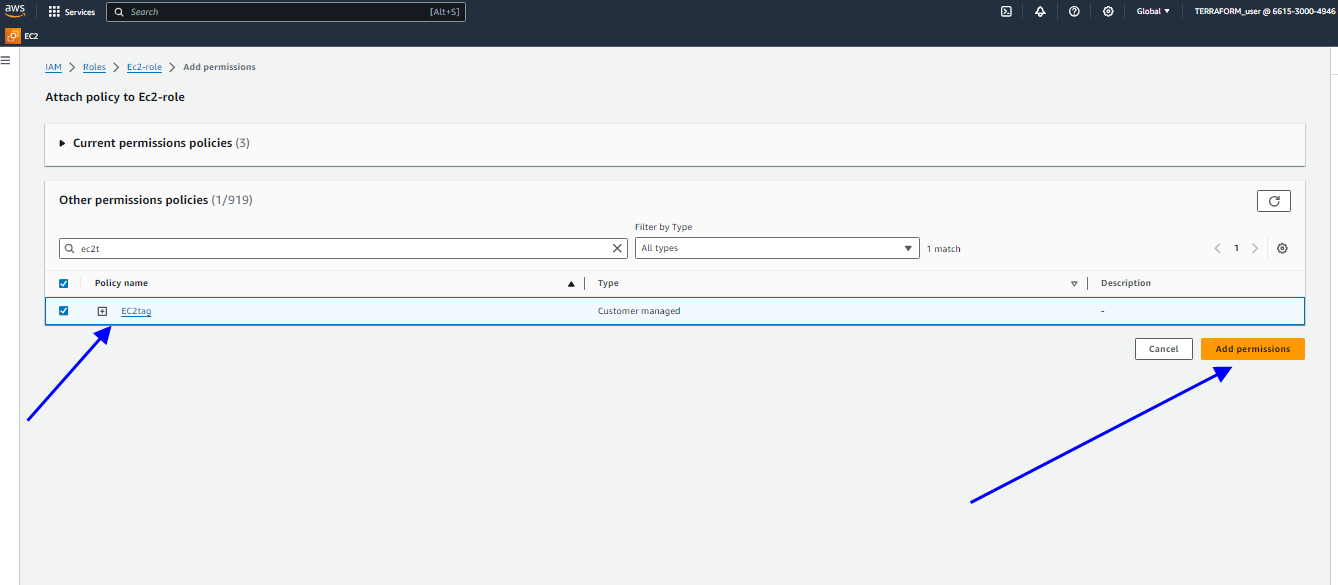 aws Services Search [Alt+S] Global TERRAFORM_user @ 6615-3000-4946
EC2
IAM Roles Ec2-role Add permissions
Attach policy to Ec2-role
Current permissions policies (3)
Other permissions policies (1/919)
Filter by Type
ec2t All types 1 match 1
Policy name Type Description
EC2tag Customer managed -
Cancel Add permissions